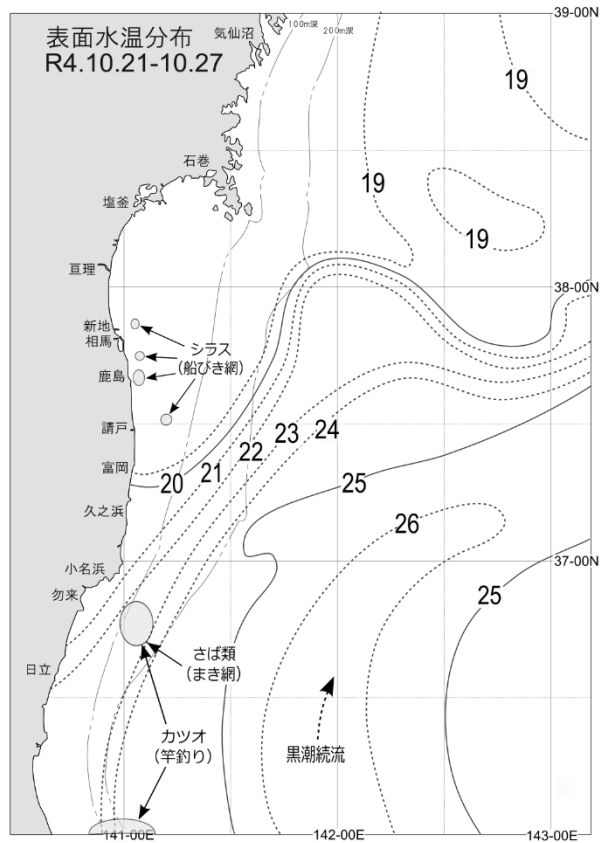 表面水温分布
R4.10.21-10.27
気仙沼
100m深
200m深
39-00N
19
石巻
塩釜
19
19
亘理
38-00N
新地
相馬
シラス
(船びき網)
鹿島
請戸
富岡
20
21
22
23
24
25
久之浜
26
小名浜
37-00N
勿来
25
さば類
(まき網)
日立
カツオ
(竿釣り)
黒潮続流
141-00E
142-00E
143-00E